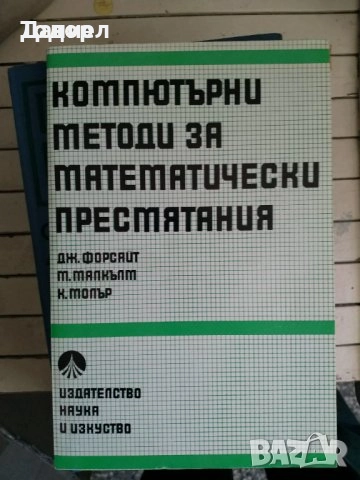 КОМПЮТЪРНИ
МЕТОДИ ЗА
МАТЕМАТИЧЕСКИ
ПРЕСМЯТАНИЯ
ДЖ. ФОРСАЙТ
М. МАЛКЪЛМ
К. МОЛЪР
ИЗДАТЕЛСТВО
НАУКА
И ИЗКУСТВО
BAZAR